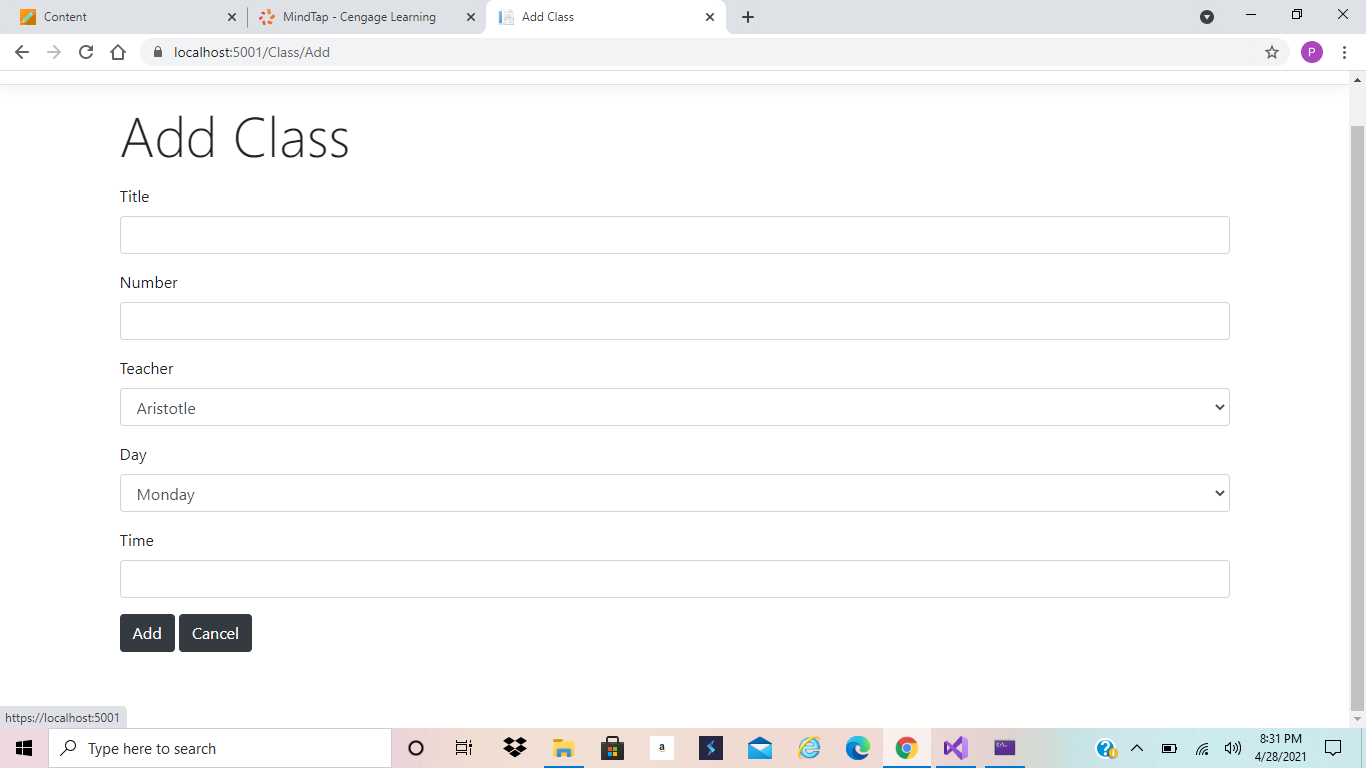 Content
MindTap - Cengage Learning
Add Class
localhost:5001/Class/Add
P
Add Class
Title
Number
Teacher
Aristotle
Day
Monday
Time
Add Cancel
https://localhost:5001
Type here to search
a
8:31 PM
4/28/2021